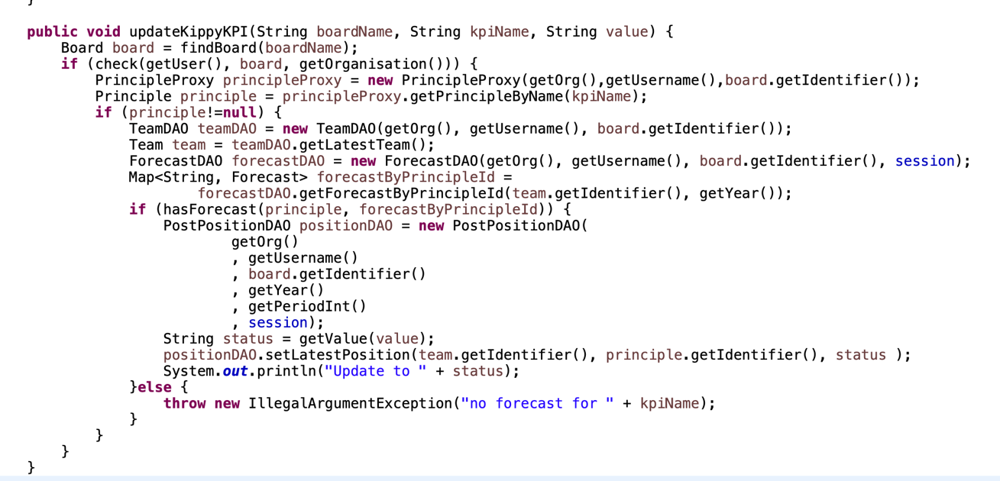 }
public void updateKippyKPI(String boardName, String kpiName, String value) {
    Board board = findBoard(boardName);
    if (check(getUser(), board, getOrganisation())) {
        PrincipleProxy principleProxy = new PrincipleProxy(getOrg(),getUsername(),board.getIdentifier());
        Principle principle = principleProxy.getPrincipleByName(kpiName);
        if (principle!=null) {
            TeamDAO teamDAO = new TeamDAO(getOrg(), getUsername(), board.getIdentifier());
            Team team = teamDAO.getLatestTeam();
            ForecastDAO forecastDAO = new ForecastDAO(getOrg(), getUsername(), board.getIdentifier(), session);
            Map<String, Forecast> forecastByPrincipleId =
                    forecastDAO.getForecastByPrincipleId(team.getIdentifier(), getYear());
            if (hasForecast(principle, forecastByPrincipleId)) {
                PostPositionDAO positionDAO = new PostPositionDAO(
                        getOrg()
                        , getUsername()
                        , board.getIdentifier()
                        , getYear()
                        , getPeriodInt()
                        , session);
                String status = getValue(value);
                positionDAO.setLatestPosition(team.getIdentifier(), principle.getIdentifier(), status );
                System.out.println("Update to " + status);
            }else {
                throw new IllegalArgumentException("no forecast for " + kpiName);
            }
        }
    }
}